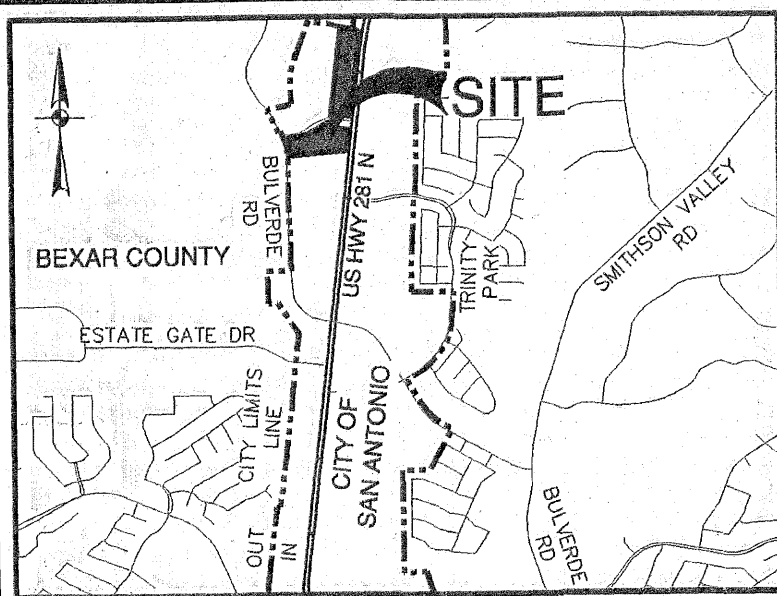 SITE
BULVERDE
RD
US HWY 281 N
SMITHSON VALLEY
RD
BEXAR COUNTY
TRINITY
PARK
ESTATE GATE DR
CITY LIMITS
LINE
CITY OF
SAN ANTONIO
OUT
IN
BULVERDE
RD